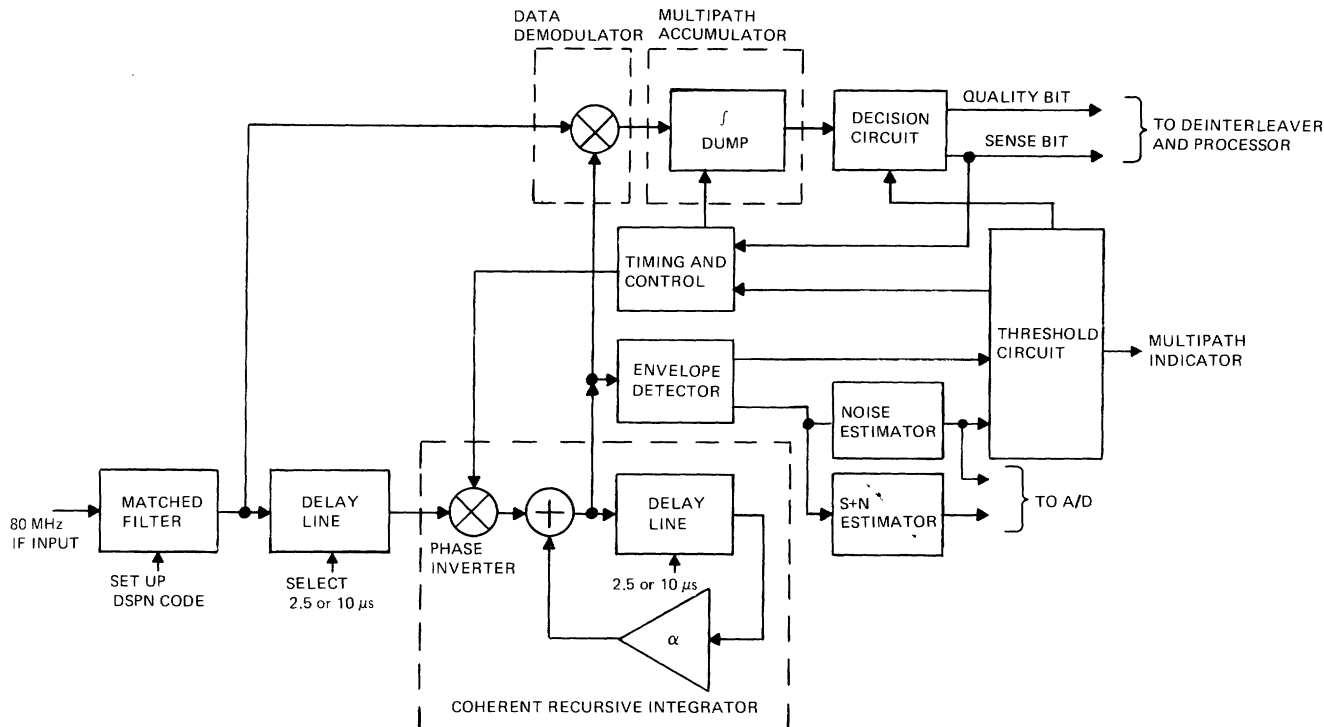 DATA
DEMODULATOR
MULTIPATH
ACCUMULATOR
∫
DUMP
DECISION
CIRCUIT
QUALITY BIT
SENSE BIT
TO DEINTERLEAVER
AND PROCESSOR
TIMING AND
CONTROL
THRESHOLD
CIRCUIT
MULTIPATH
INDICATOR
ENVELOPE
DETECTOR
NOISE
ESTIMATOR
S+N
ESTIMATOR
TO A/D
80 MHz
IF INPUT
MATCHED
FILTER
SET UP
DSPN CODE
DELAY
LINE
SELECT
2.5 or 10 μs
PHASE
INVERTER
+
DELAY
LINE
2.5 or 10 μs
α
COHERENT RECURSIVE INTEGRATOR